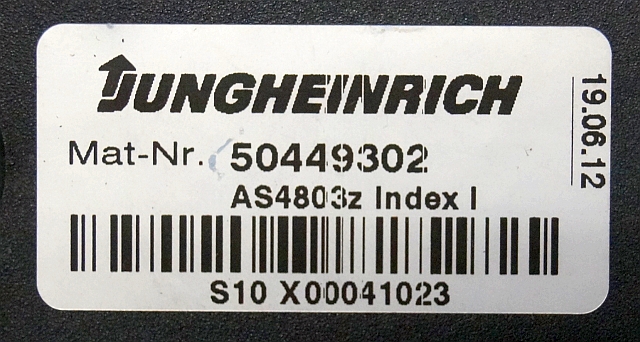 JUNGHEINRICH
Mat-Nr. 50449302
AS4803z Index I
S10 X00041023
19.06.12